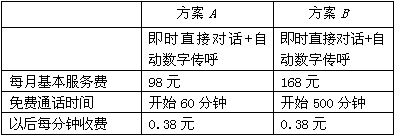 方案 A 方案 B
即时直接对话+自 即时直接对话+自
动数字传呼 动数字传呼
每月基本服务费 98 元 168 元
免费通话时间 开始 60 分钟 开始 500 分钟
以后每分钟收费 0.38 元 0.38 元